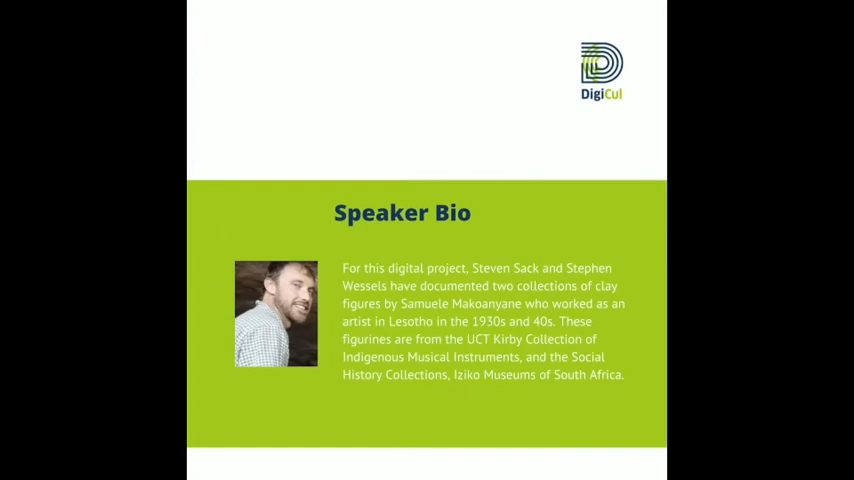 DigiCul
Speaker Bio
For this digital project, Steven Sack and Stephen
Wessels have documented two collections of clay
figures by Samuele Makoanyane who worked as an
artist in Lesotho in the 1930s and 40s. These
figurines are from the UCT Kirby Collection of
Indigenous Musical Instruments, and the Social
History Collections, Iziko Museums of South Africa.